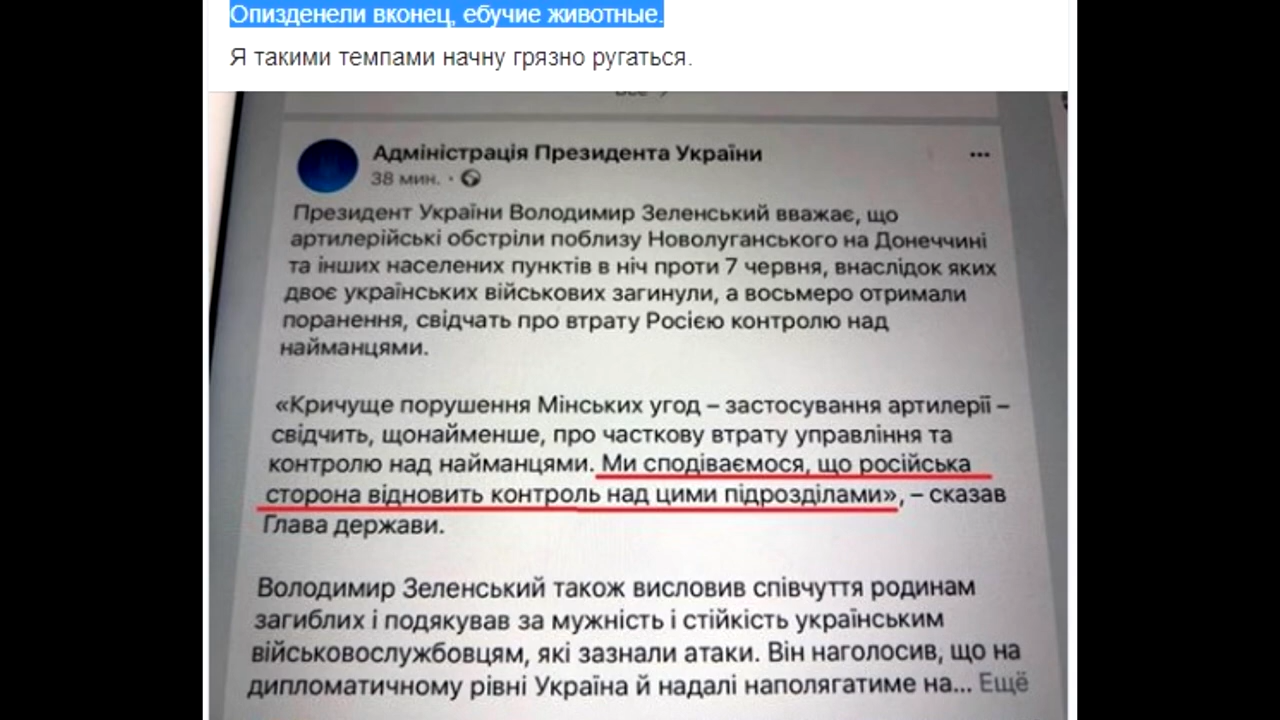 Опизденели вконец, ебучие животные.
Я такими темпами начну грязно ругаться.
Адміністрація Президента України
38 мин. ·
Президент України Володимир Зеленський вважає, що
артилерійські обстріли поблизу Новолуганського на Донеччині
та інших населених пунктів в ніч проти 7 червня, внаслідок яких
двоє українських військових загинули, а восьмеро отримали
поранення, свідчать про втрату Росією контролю над
найманцями.
«Кричуще порушення Мінських угод – застосування артилерії –
свідчить, щонайменше, про часткову втрату управління та
контролю над найманцями. Ми сподіваємося, що російська
сторона відновить контроль над цими підрозділами», – сказав
Глава держави.
Володимир Зеленський також висловив співчуття родинам
загиблих і подякував за мужність і стійкість українським
військовослужбовцям, які зазнали атаки. Він наголосив, що на
дипломатичному рівні Україна й надалі наполягатиме на... Ещё